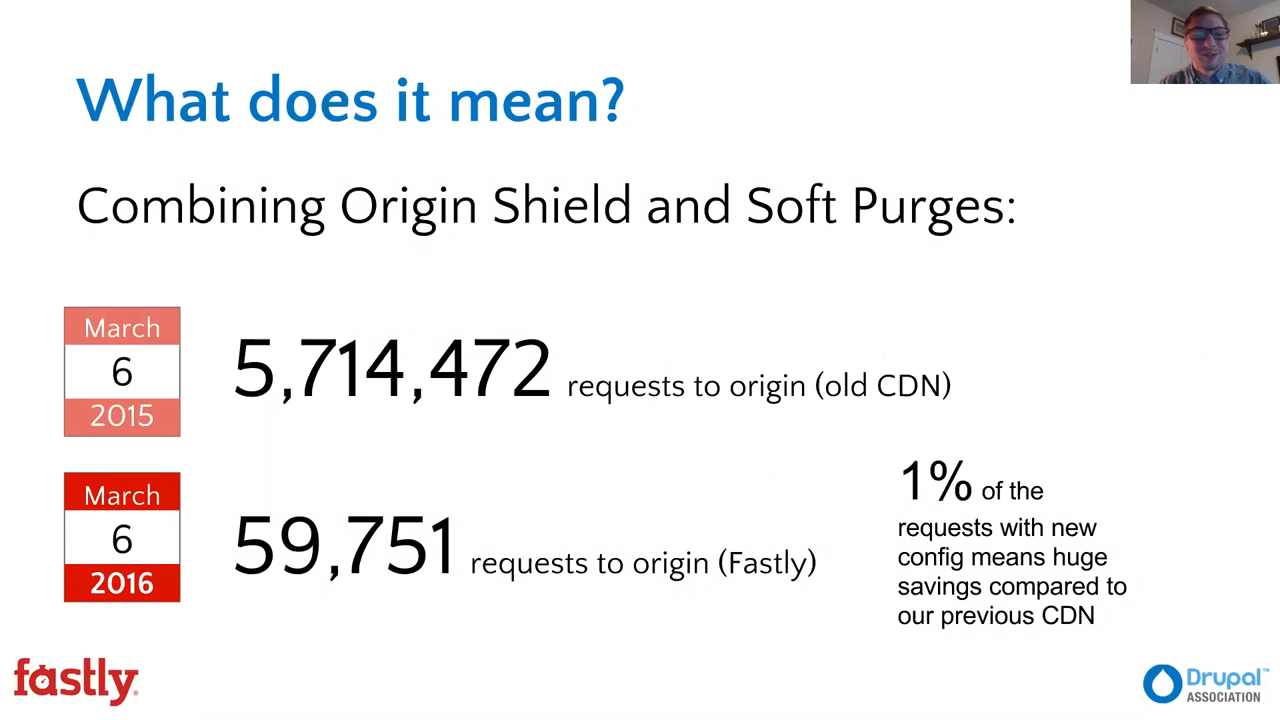 What does it mean?
Combining Origin Shield and Soft Purges:
March
6
2015
5,714,472 requests to origin (old CDN)
March
6
2016
59,751 requests to origin (Fastly)
1% of the
requests with new
config means huge
savings compared to
our previous CDN
fastly®
Drupal™
ASSOCIATION